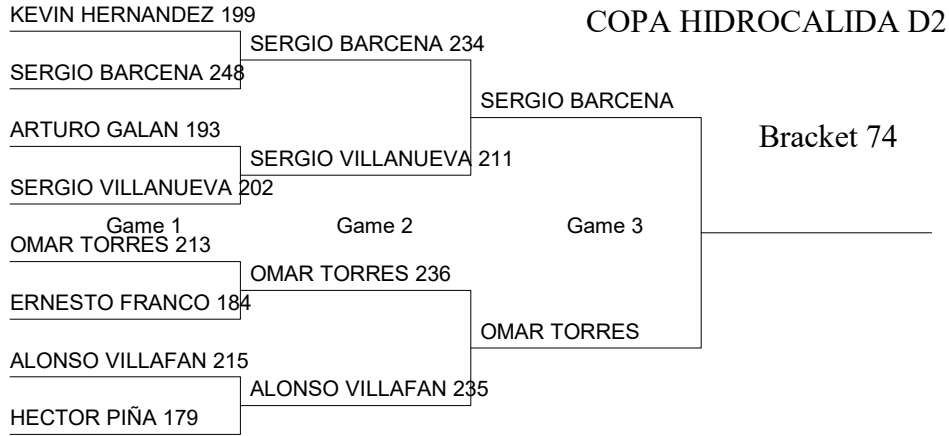 KEVIN HERNANDEZ 199
COPA HIDROCALIDA D2
SERGIO BARCENA 234
SERGIO BARCENA 248
SERGIO BARCENA
ARTURO GALAN 193
Bracket 74
SERGIO VILLANUEVA 211
SERGIO VILLANUEVA 202
Game 1
Game 2
Game 3
OMAR TORRES 213
OMAR TORRES 236
ERNESTO FRANCO 184
OMAR TORRES
ALONSO VILLAFAN 215
ALONSO VILLAFAN 235
HECTOR PIÑA 179